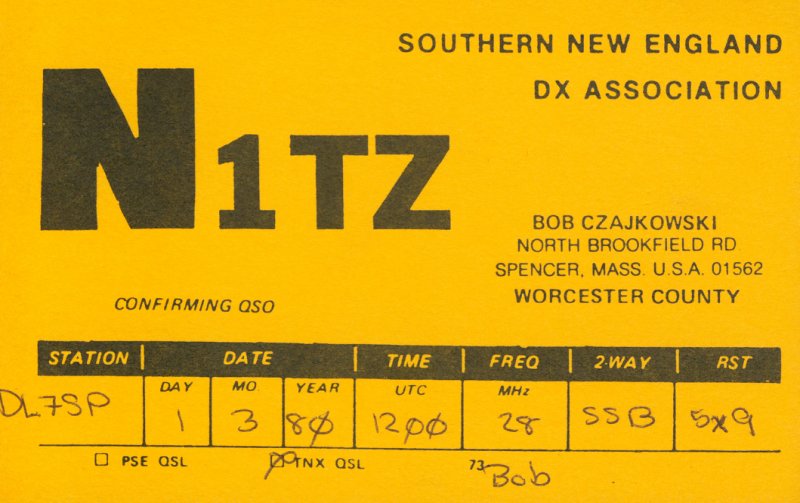 SOUTHERN NEW ENGLAND
DX ASSOCIATION
N1TZ
BOB CZAJKOWSKI
NORTH BROOKFIELD RD.
SPENCER, MASS. U.S.A. 01562
WORCESTER COUNTY
CONFIRMING QSO
STATION DATE TIME FREQ 2-WAY RST
DAY MO. YEAR UTC MHz
DL7SP 1 3 80 1200 28 SSB 5x9
PSE QSL TNX QSL 73 Bob